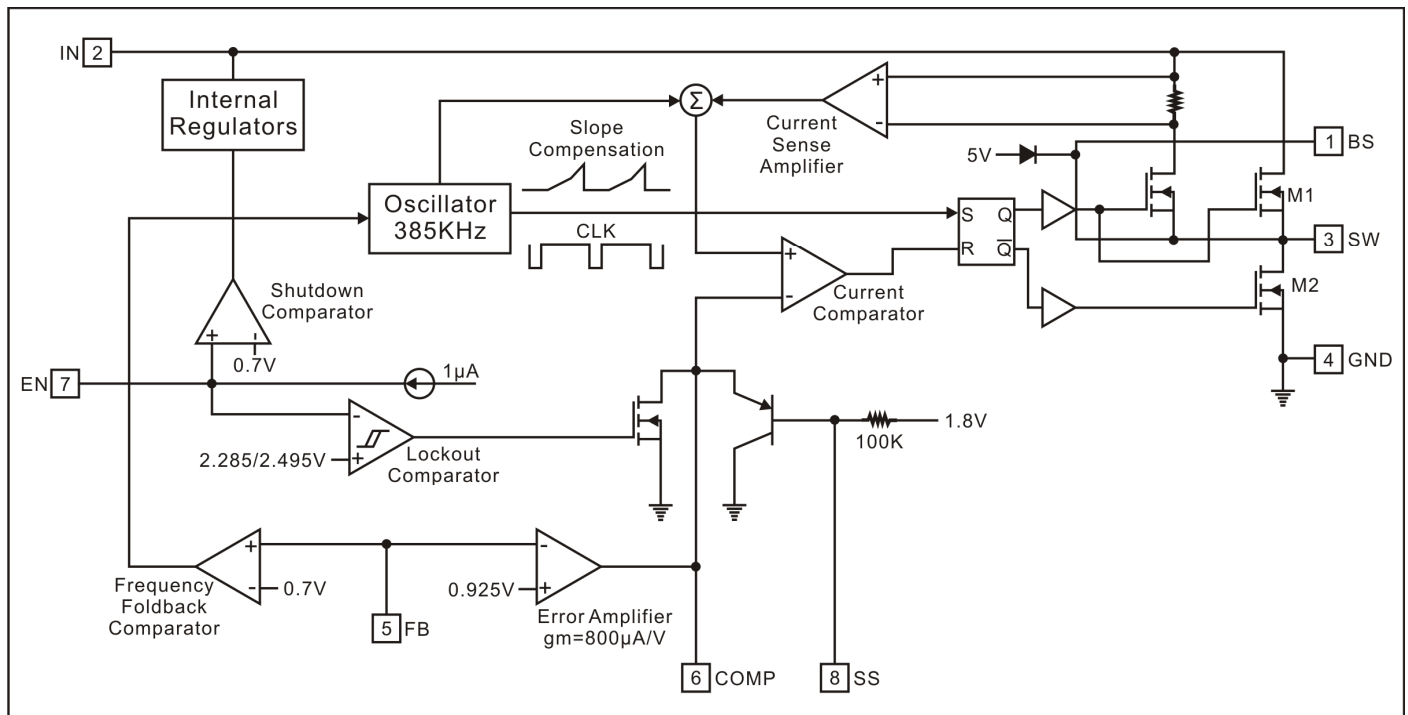 IN 2
Internal
Regulators
Σ
+
-
Current
Sense
Amplifier
Slope
Compensation
5V
1 BS
Oscillator
385KHz
CLK
S Q
R Q̅
M1
3 SW
+
-
Current
Comparator
M2
Shutdown
Comparator
+ -
0.7V
4 GND
EN 7
1µA
-
+
2.285/2.495V
Lockout
Comparator
100K
1.8V
+
-
0.7V
Frequency
Foldback
Comparator
5 FB
-
+
0.925V
Error Amplifier
gm=800µA/V
6 COMP
8 SS